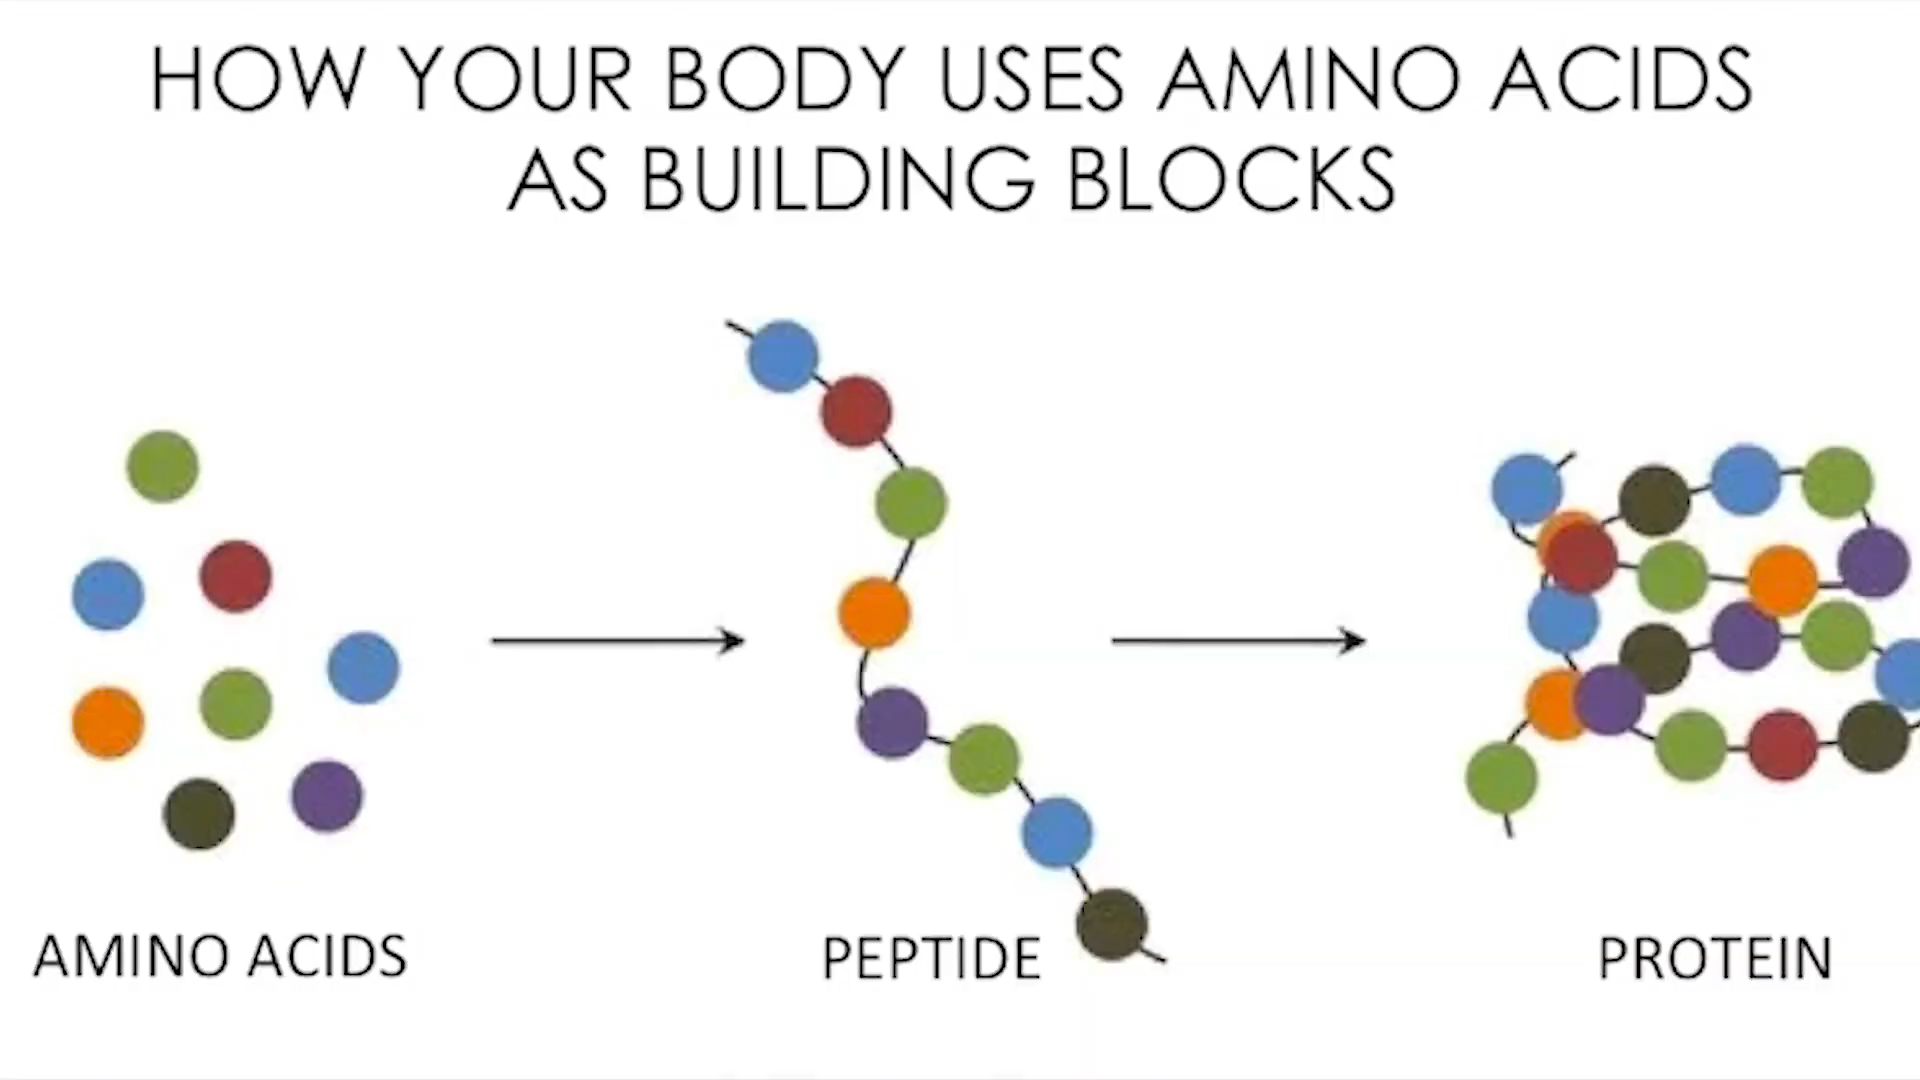 HOW YOUR BODY USES AMINO ACIDS
AS BUILDING BLOCKS
AMINO ACIDS
PEPTIDE
PROTEIN